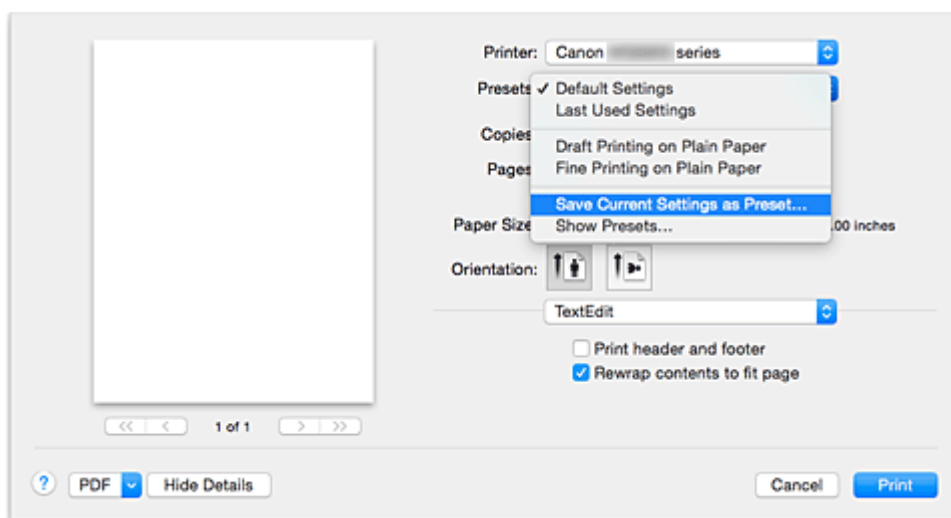 Printer: Canon series
Presets ✓ Default Settings
Last Used Settings
Copies
Draft Printing on Plain Paper
Pages
Fine Printing on Plain Paper
Save Current Settings as Preset...
Paper Size
Show Presets...
.00 inches
Orientation:
TextEdit
Print header and footer
Rewrap contents to fit page
<< < 1 of 1 > >>
? PDF Hide Details Cancel Print